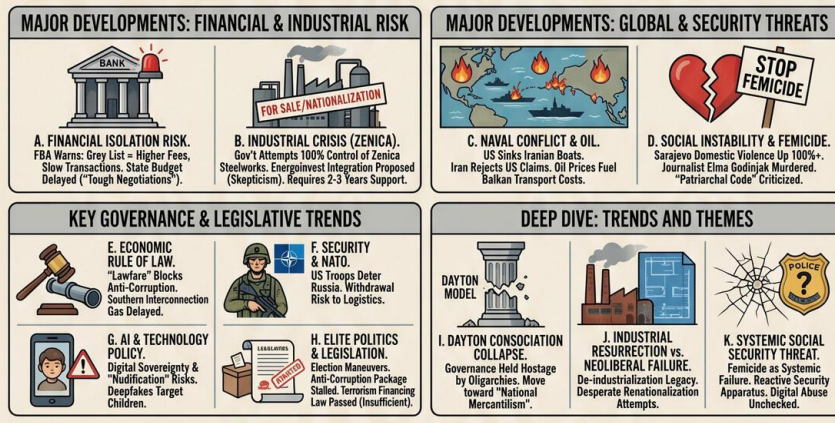 MAJOR DEVELOPMENTS: FINANCIAL & INDUSTRIAL RISK
BANK
A. FINANCIAL ISOLATION RISK.
FBA Warns: Grey List = Higher Fees,
Slow Transactions. State Budget
Delayed ("Tough Negotiations").
FOR SALE/NATIONALIZATION
B. INDUSTRIAL CRISIS (ZENICA).
Gov't Attempts 100% Control of Zenica
Steelworks. Energoinvest Integration Proposed
(Skepticism). Requires 2-3 Years Support.
MAJOR DEVELOPMENTS: GLOBAL & SECURITY THREATS
C. NAVAL CONFLICT & OIL.
US Sinks Iranian Boats.
Iran Rejects US Claims. Oil Prices Fuel
Balkan Transport Costs.
STOP
FEMICIDE
D. SOCIAL INSTABILITY & FEMICIDE.
Sarajevo Domestic Violence Up 100%+.
Journalist Elma Godinjak Murdered.
"Patriarchal Code" Criticized.
KEY GOVERNANCE & LEGISLATIVE TRENDS
E. ECONOMIC
RULE OF LAW.
"Lawfare" Blocks
Anti-Corruption.
Southern Interconnection
Gas Delayed.
F. SECURITY
& NATO.
US Troops Deter
Russia. Withdrawal
Risk to Logistics.
G. AI & TECHNOLOGY
POLICY.
Digital Sovereignty &
"Nudification" Risks.
Deepfakes Target
Children.
H. ELITE POLITICS
& LEGISLATION.
Election Maneuvers.
Anti-Corruption Package
Stalled. Terrorism Financing
Law Passed (Insufficient).
DEEP DIVE: TRENDS AND THEMES
DAYTON
MODEL
I. DAYTON CONSOCIATION
COLLAPSE.
Governance Held Hostage
by Oligarchies. Move
toward "National
Mercantilism".
J. INDUSTRIAL
RESURRECTION vs.
NEOLIBERAL FAILURE.
De-industrialization Legacy.
Desperate Renationalization
Attempts.
POLICE
?
K. SYSTEMIC SOCIAL
SECURITY THREAT.
Femicide as Systemic
Failure. Reactive Security
Apparatus. Digital Abuse
Unchecked.